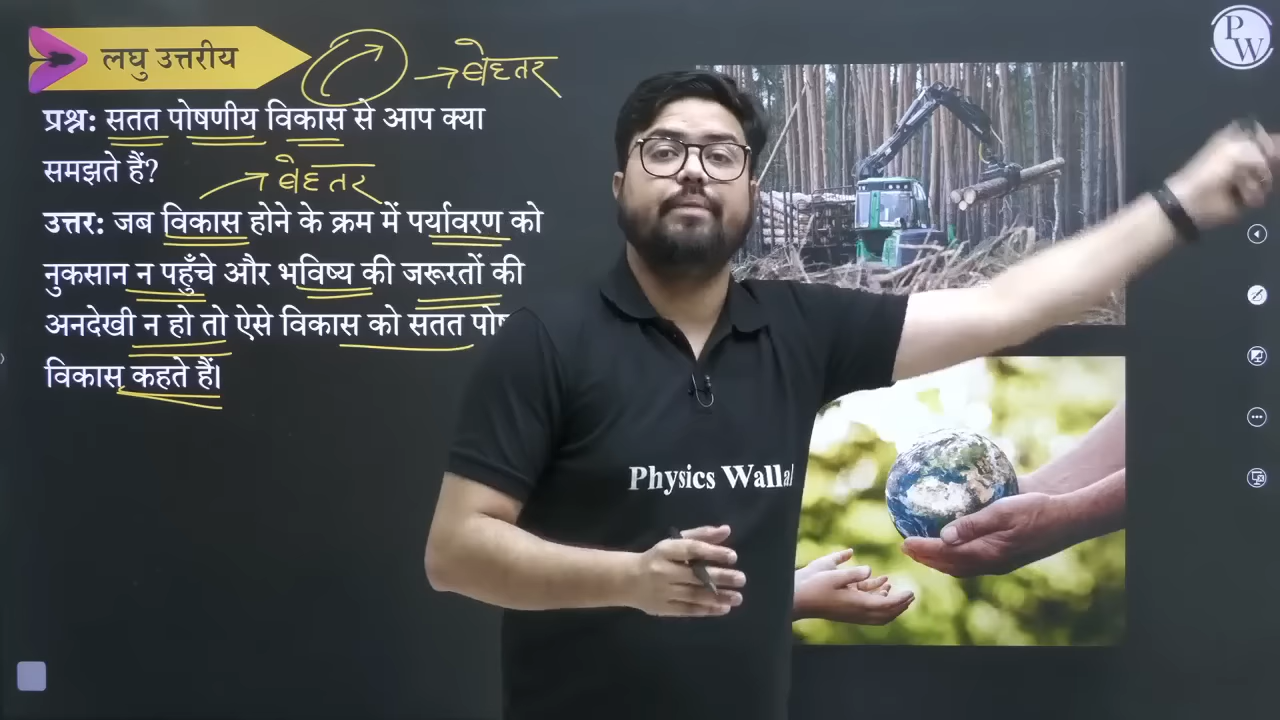 लघु उत्तरीय
→बेहतर
प्रश्न: सतत पोषणीय विकास से आप क्या
समझते हैं?
→बेहतर
उत्तर: जब विकास होने के क्रम में पर्यावरण को
नुकसान न पहुँचे और भविष्य की जरूरतों की
अनदेखी न हो तो ऐसे विकास को सतत
विकास कहते हैं।
Physics
PW